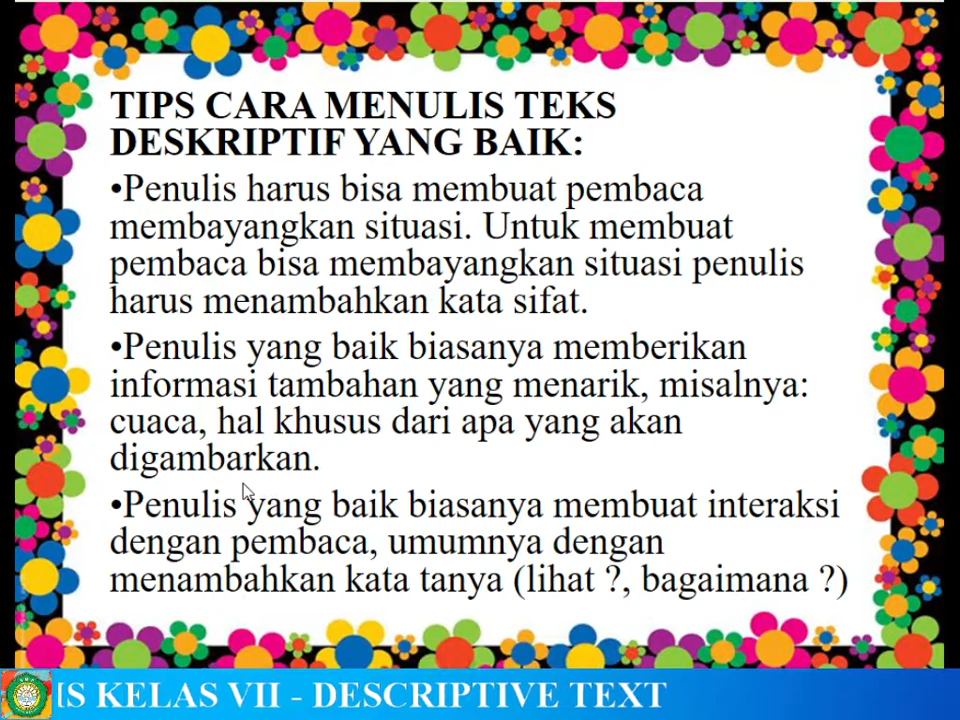 TIPS CARA MENULIS TEKS
DESKRIPTIF YANG BAIK:
•Penulis harus bisa membuat pembaca
membayangkan situasi. Untuk membuat
pembaca bisa membayangkan situasi penulis
harus menambahkan kata sifat.
•Penulis yang baik biasanya memberikan
informasi tambahan yang menarik, misalnya:
cuaca, hal khusus dari apa yang akan
digambarkan.
•Penulis yang baik biasanya membuat interaksi
dengan pembaca, umumnya dengan
menambahkan kata tanya (lihat ?, bagaimana ?)
KELAS VII - DESCRIPTIVE TEXT